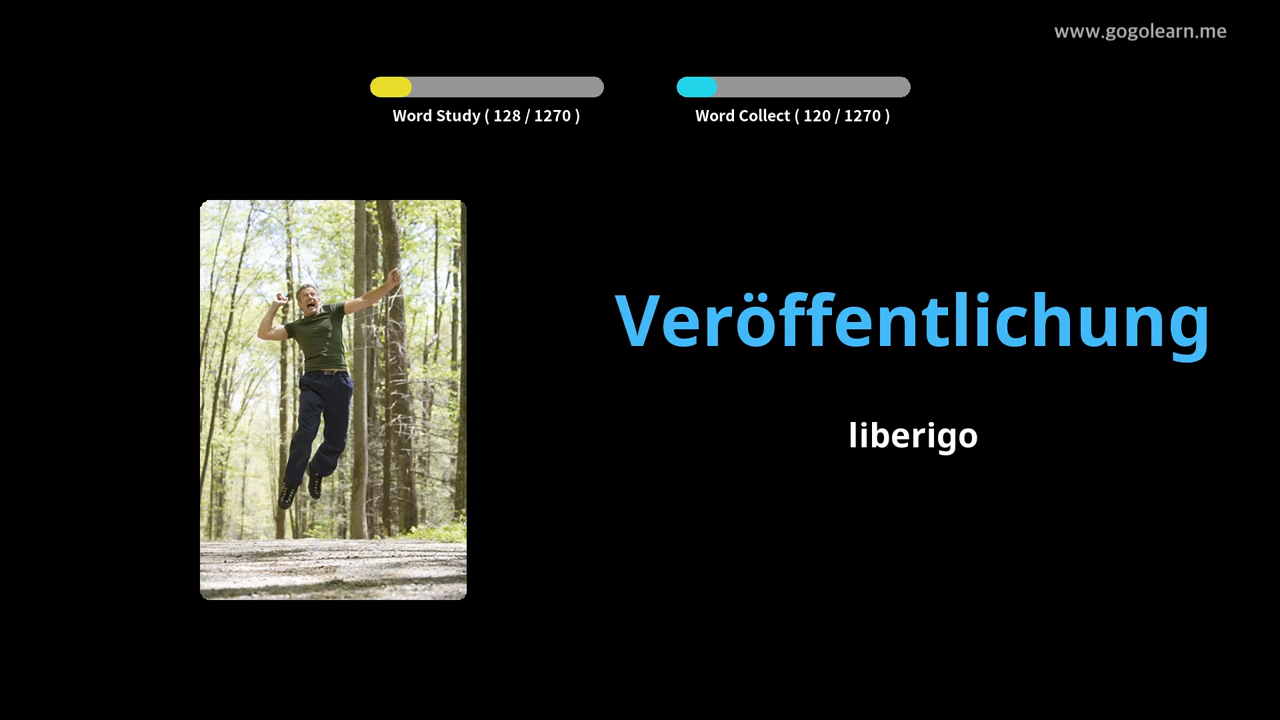 www.gogolearn.me
Word Study ( 128 / 1270 )
Word Collect ( 120 / 1270 )
Veröffentlichung
liberigo